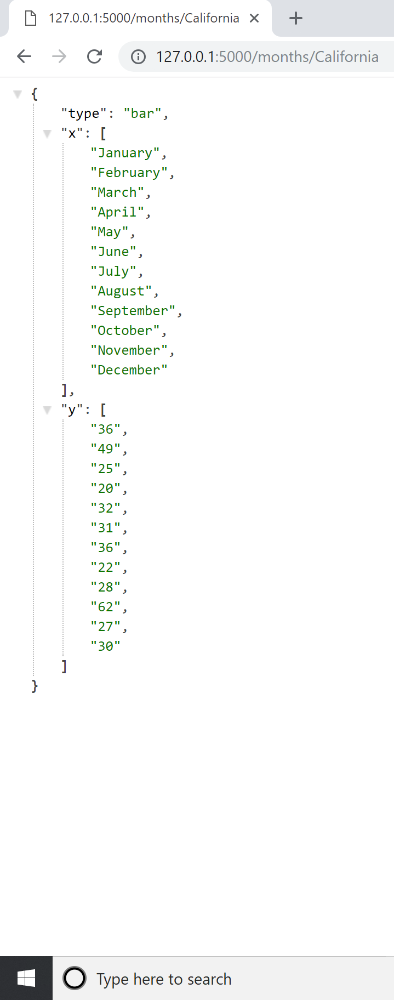 127.0.0.1:5000/months/California
127.0.0.1:5000/months/California
{
"type": "bar",
"x": [
"January",
"February",
"March",
"April",
"May",
"June",
"July",
"August",
"September",
"October",
"November",
"December"
],
"y": [
"36",
"49",
"25",
"20",
"32",
"31",
"36",
"22",
"28",
"62",
"27",
"30"
]
}
Type here to search